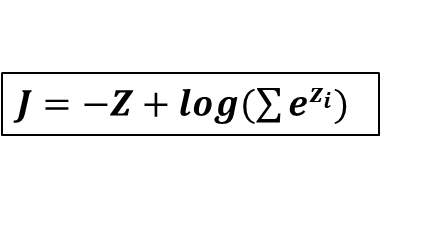 J = −Z + log(∑ e^{z_i})